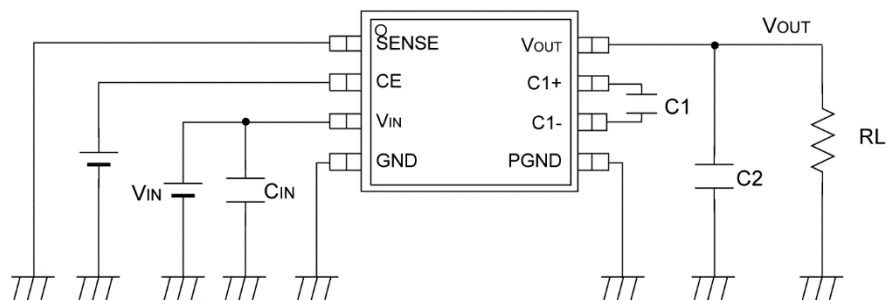 SENSE
CE
VIN
GND
VOUT
C1+
C1-
PGND
VIN
CIN
C1
C2
VOUT
RL